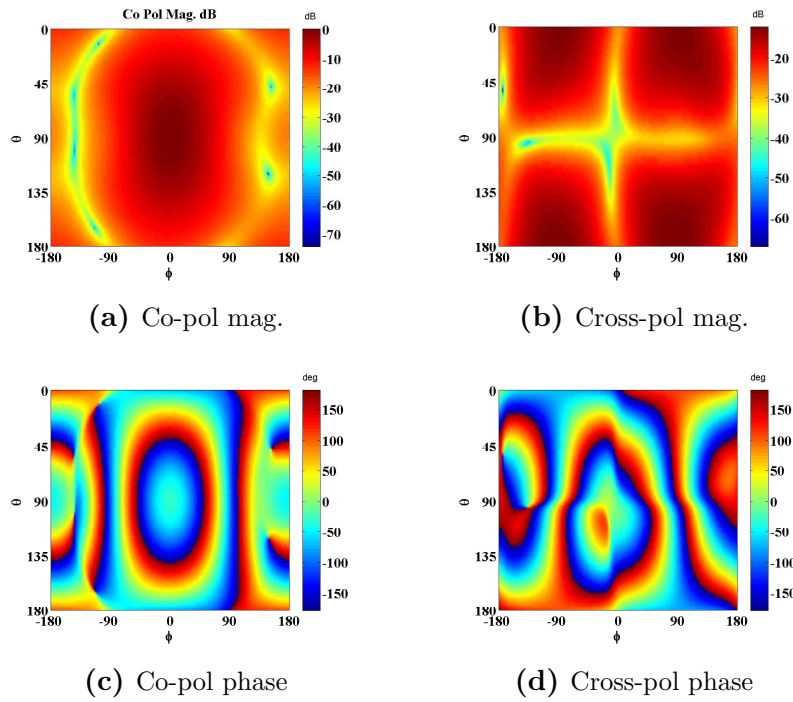 Co Pol Mag. dB
dB
0
45
90
135
180
θ
-180 -90 0 90 180
ϕ
0
-10
-20
-30
-40
-50
-60
-70
(a) Co-pol mag.
dB
0
45
90
135
180
θ
-180 -90 0 90 180
ϕ
-20
-30
-40
-50
-60
(b) Cross-pol mag.
deg
0
45
90
135
180
θ
-180 -90 0 90 180
ϕ
150
100
50
0
-50
-100
-150
(c) Co-pol phase
deg
0
45
90
135
180
θ
-180 -90 0 90 180
ϕ
150
100
50
0
-50
-100
-150
(d) Cross-pol phase